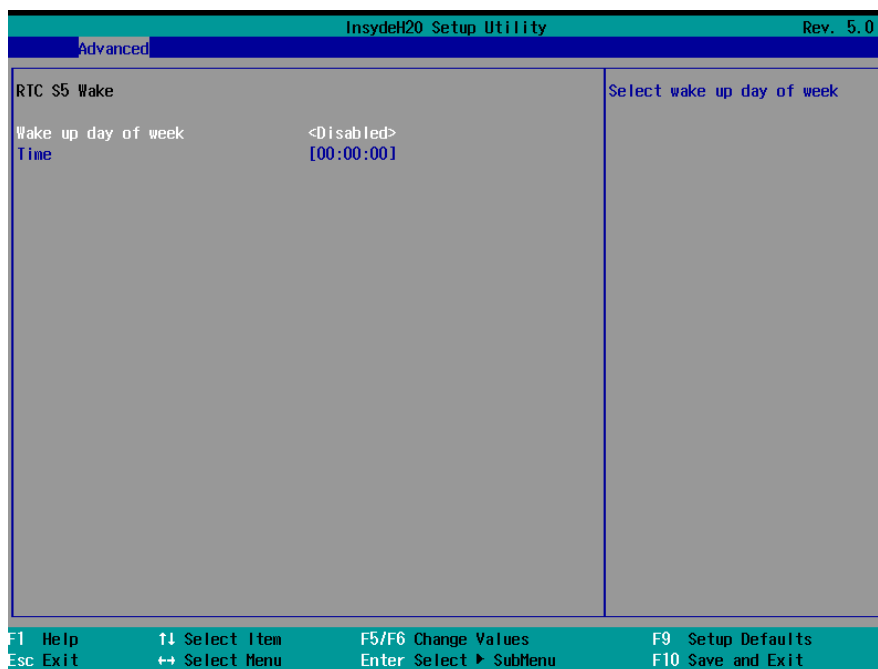 InsydeH20 Setup Utility Rev. 5.0
Advanced
RTC S5 Wake
Wake up day of week <Disabled>
Time [00:00:00]
Select wake up day of week
F1 Help ↑↓ Select Item F5/F6 Change Values F9 Setup Defaults
Esc Exit ↔ Select Menu Enter Select ▶ SubMenu F10 Save and Exit